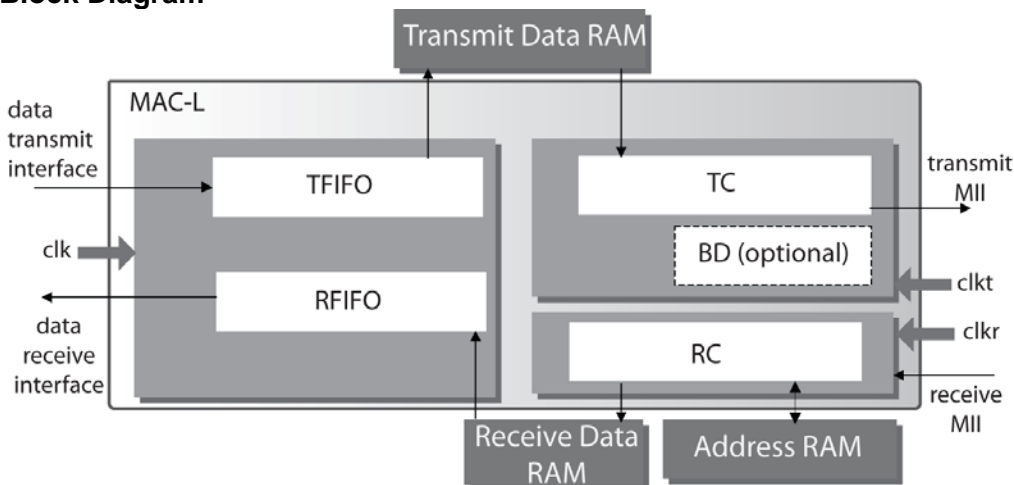 Block Diagram
Transmit Data RAM
MAC-L
data
transmit
interface
TFIFO
TC
transmit
MII
clk
BD (optional)
clkt
RFIFO
data
receive
interface
clkr
RC
receive
MII
Receive Data
RAM
Address RAM